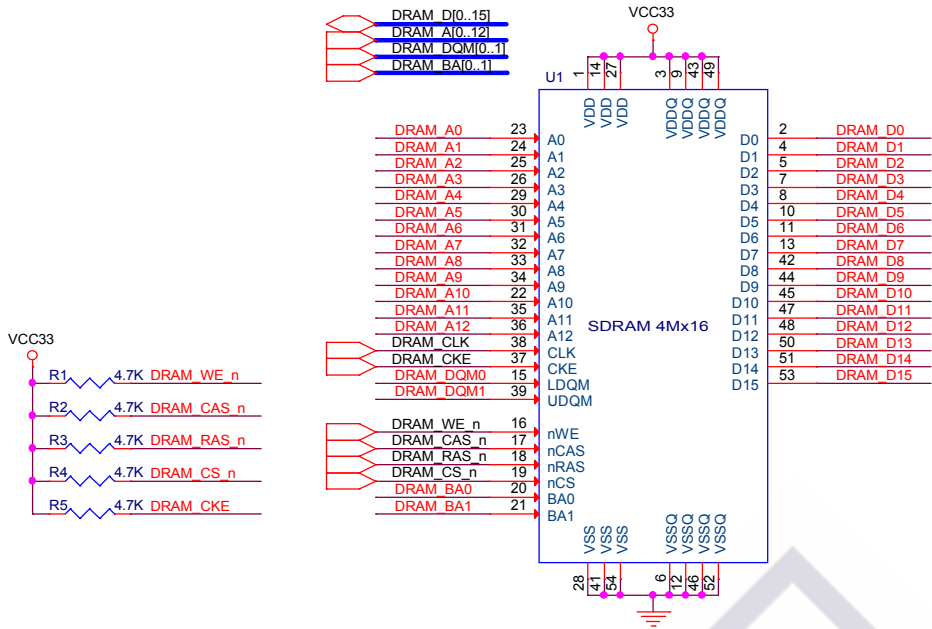 DRAM_D[0..15]
DRAM_A[0..12]
DRAM_DQM[0..1]
DRAM_BA[0..1]
VCC33
U1
1 14 27 3 9 43 49
VDD VDD VDD VDDQ VDDQ VDDQ VDDQ
DRAM_A0 23 A0 D0 2 DRAM_D0
DRAM_A1 24 A1 D1 4 DRAM_D1
DRAM_A2 25 A2 D2 5 DRAM_D2
DRAM_A3 26 A3 D3 7 DRAM_D3
DRAM_A4 29 A4 D4 8 DRAM_D4
DRAM_A5 30 A5 D5 10 DRAM_D5
DRAM_A6 31 A6 D6 11 DRAM_D6
DRAM_A7 32 A7 D7 13 DRAM_D7
DRAM_A8 33 A8 D8 42 DRAM_D8
DRAM_A9 34 A9 D9 44 DRAM_D9
DRAM_A10 22 A10 D10 45 DRAM_D10
DRAM_A11 35 A11 D11 47 DRAM_D11
DRAM_A12 36 A12 D12 48 DRAM_D12
SDRAM 4Mx16
DRAM_CLK 38 CLK D13 50 DRAM_D13
DRAM_CKE 37 CKE D14 51 DRAM_D14
DRAM_DQM0 15 LDQM D15 53 DRAM_D15
DRAM_DQM1 39 UDQM
DRAM_WE_n 16 nWE
DRAM_CAS_n 17 nCAS
DRAM_RAS_n 18 nRAS
DRAM_CS_n 19 nCS
DRAM_BA0 20 BA0
DRAM_BA1 21 BA1
VSS VSS VSS VSSQ VSSQ VSSQ VSSQ
28 41 54 6 12 46 52
VCC33
R1 4.7K DRAM_WE_n
R2 4.7K DRAM_CAS_n
R3 4.7K DRAM_RAS_n
R4 4.7K DRAM_CS_n
R5 4.7K DRAM_CKE